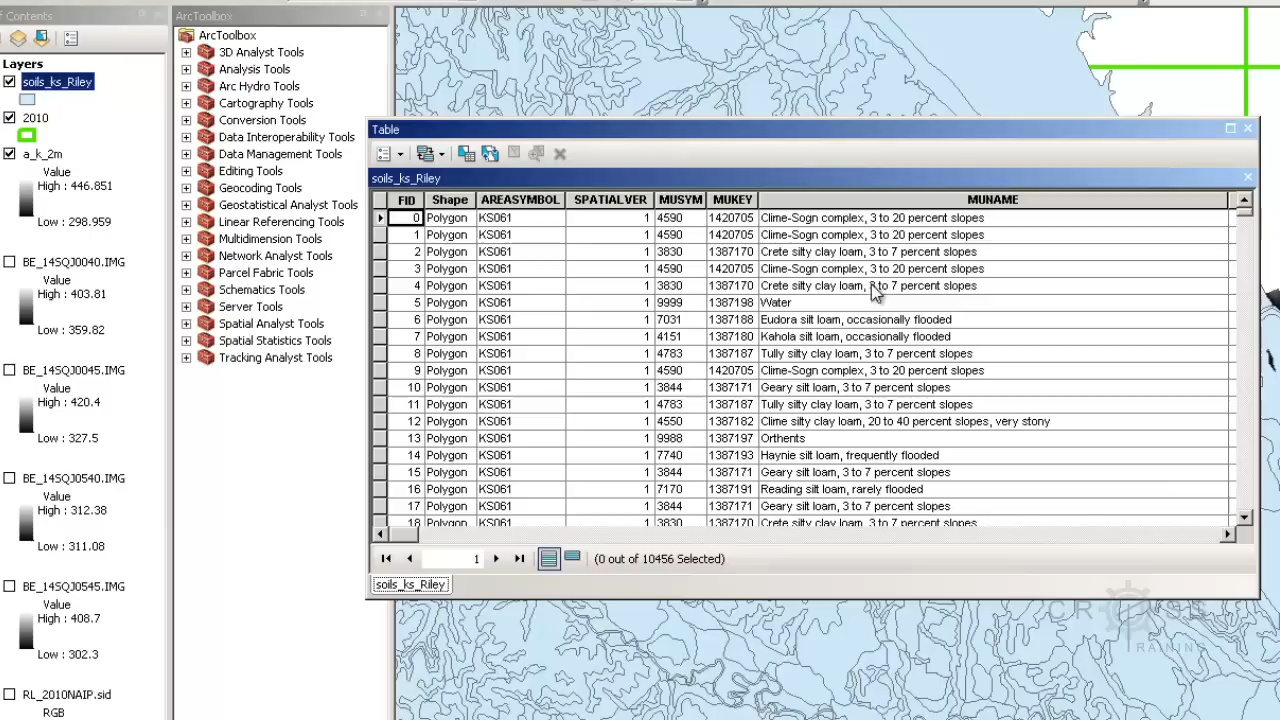 f Contents
Layers
soils_ks_Riley
2010
a_k_2m
Value
High : 446.851
Low : 298.959
BE_14SQJ0040.IMG
Value
High : 403.81
Low : 359.82
BE_14SQJ0045.IMG
Value
High : 420.4
Low : 327.5
BE_14SQJ0540.IMG
Value
High : 312.38
Low : 311.08
BE_14SQJ0545.IMG
Value
High : 408.7
Low : 302.3
RL_2010NAIP.sid
RGB
ArcToolbox
ArcToolbox
3D Analyst Tools
Analysis Tools
Arc Hydro Tools
Cartography Tools
Conversion Tools
Data Interoperability Tools
Data Management Tools
Editing Tools
Geocoding Tools
Geostatistical Analyst Tools
Linear Referencing Tools
Multidimension Tools
Network Analyst Tools
Parcel Fabric Tools
Schematics Tools
Server Tools
Spatial Analyst Tools
Spatial Statistics Tools
Tracking Analyst Tools
Table
soils_ks_Riley
FID Shape AREASYMBOL SPATIALVER MUSYM MUKEY MUNAME
0 Polygon KS061 1 4590 1420705 Clime-Sogn complex, 3 to 20 percent slopes
1 Polygon KS061 1 4590 1420705 Clime-Sogn complex, 3 to 20 percent slopes
2 Polygon KS061 1 3830 1387170 Crete silty clay loam, 3 to 7 percent slopes
3 Polygon KS061 1 4590 1420705 Clime-Sogn complex, 3 to 20 percent slopes
4 Polygon KS061 1 3830 1387170 Crete silty clay loam, 3 to 7 percent slopes
5 Polygon KS061 1 9999 1387198 Water
6 Polygon KS061 1 7031 1387188 Eudora silt loam, occasionally flooded
7 Polygon KS061 1 4151 1387180 Kahola silt loam, occasionally flooded
8 Polygon KS061 1 4783 1387187 Tully silty clay loam, 3 to 7 percent slopes
9 Polygon KS061 1 4590 1420705 Clime-Sogn complex, 3 to 20 percent slopes
10 Polygon KS061 1 3844 1387171 Geary silt loam, 3 to 7 percent slopes
11 Polygon KS061 1 4783 1387187 Tully silty clay loam, 3 to 7 percent slopes
12 Polygon KS061 1 4550 1387182 Clime silty clay loam, 20 to 40 percent slopes, very stony
13 Polygon KS061 1 9988 1387197 Orthents
14 Polygon KS061 1 7740 1387193 Haynie silt loam, frequently flooded
15 Polygon KS061 1 3844 1387171 Geary silt loam, 3 to 7 percent slopes
16 Polygon KS061 1 7170 1387191 Reading silt loam, rarely flooded
17 Polygon KS061 1 3844 1387171 Geary silt loam, 3 to 7 percent slopes
18 Polygon KS061 1 3830 1387170 Crete silty clay loam, 3 to 7 percent slopes
1 (0 out of 10456 Selected)
soils_ks_Riley
CR SS
TRAINING